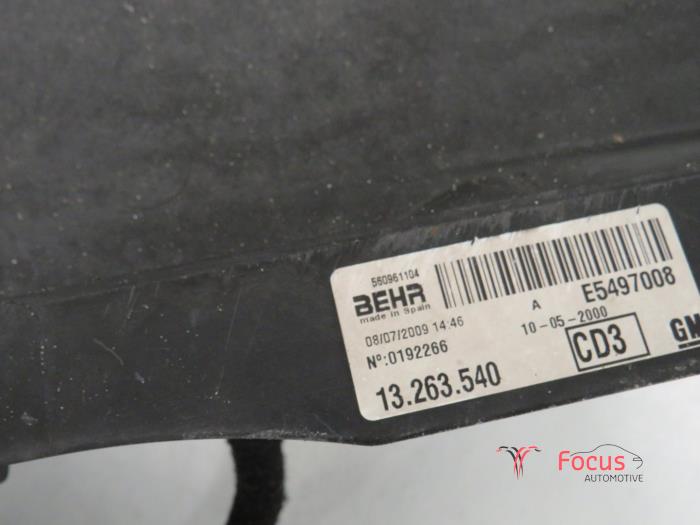 560961104
BEHR
made in Spain
E5497008
A
08/07/2009 14:46
10-05-2000
Nº:0192266
CD3
GM
13.263.540
Focus
AUTOMOTIVE